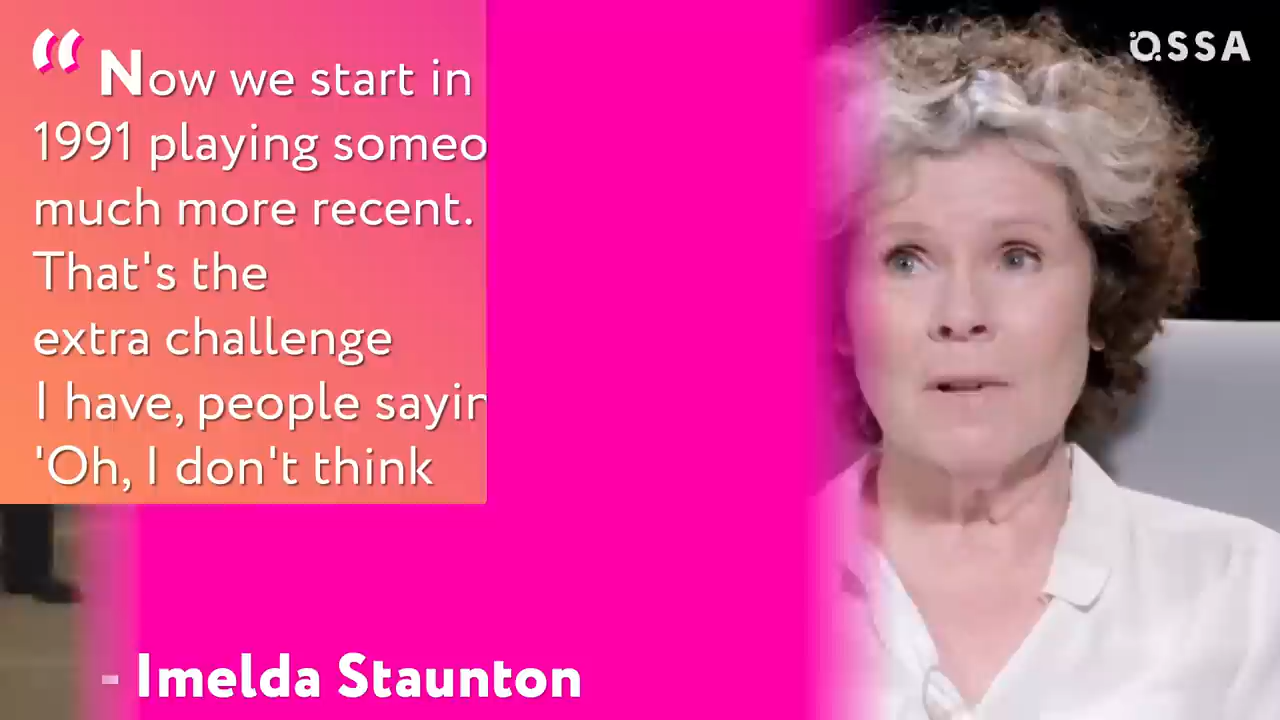 “ Now we start in
1991 playing someo
much more recent.
That's the
extra challenge
I have, people sayin
'Oh, I don't think
- Imelda Staunton
OSSA